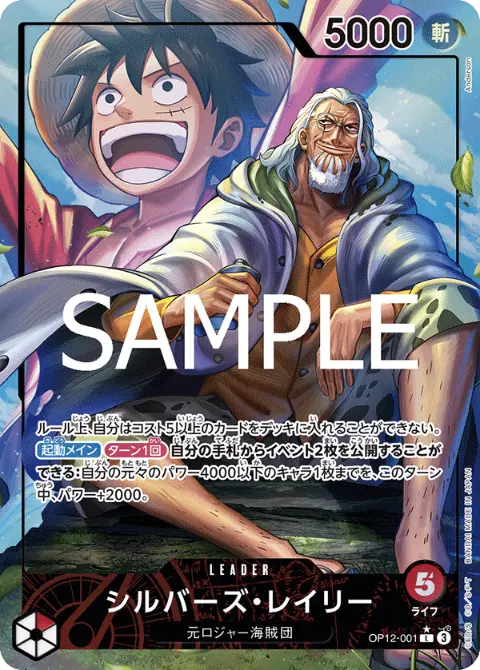 5000
斬
Anderson
SAMPLE
ルール上、自分はコスト5以上のカードをデッキに入れることができない。
起動メイン ターン1回 自分の手札からイベント2枚を公開することが
できる:自分の元々のパワー4000以下のキャラ1枚までを、このターン
中、パワー+2000。
LEADER
シルバーズ・レイリー
5
ライフ
元ロジャー海賊団
OP12-001 L 3
BANDAI MADE IN JAPAN